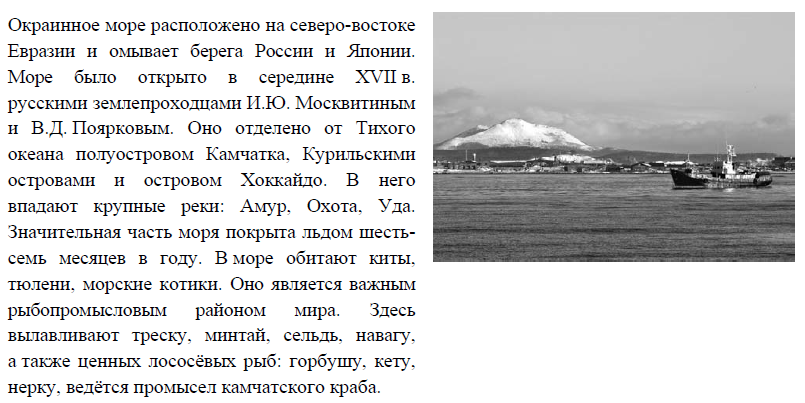 Окраинное море расположено на северо-востоке
Евразии и омывает берега России и Японии.
Море было открыто в середине XVII в.
русскими землепроходцами И.Ю. Москвитиным
и В.Д. Поярковым. Оно отделено от Тихого
океана полуостровом Камчатка, Курильскими
островами и островом Хоккайдо. В него
впадают крупные реки: Амур, Охота, Уда.
Значительная часть моря покрыта льдом шесть-
семь месяцев в году. В море обитают киты,
тюлени, морские котики. Оно является важным
рыбопромысловым районом мира. Здесь
вылавливают треску, минтай, сельдь, навагу,
а также ценных лососёвых рыб: горбушу, кету,
нерку, ведётся промысел камчатского краба.